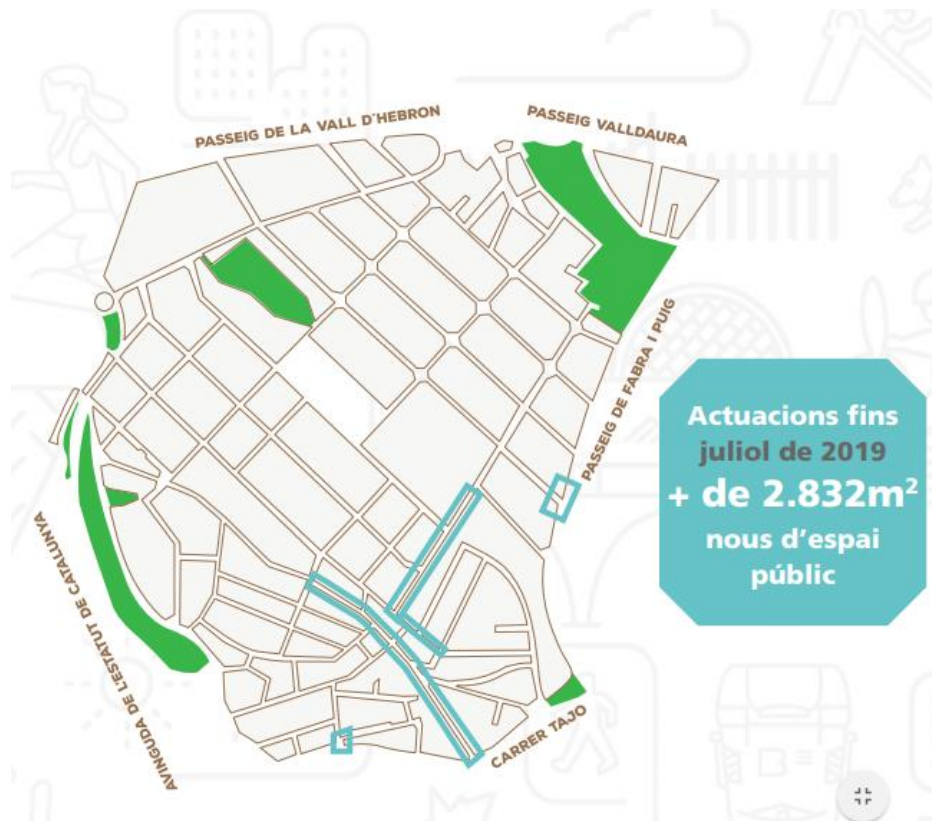 PASSEIG DE LA VALL D'HEBRON
PASSEIG VALLDAURA
PASSEIG DE FABRA I PUIG
Actuacions fins
juliol de 2019
+ de 2.832m²
nous d'espai
públic
AVINGUDA DE L'ESTATUT DE CATALUNYA
CARRER TAJO